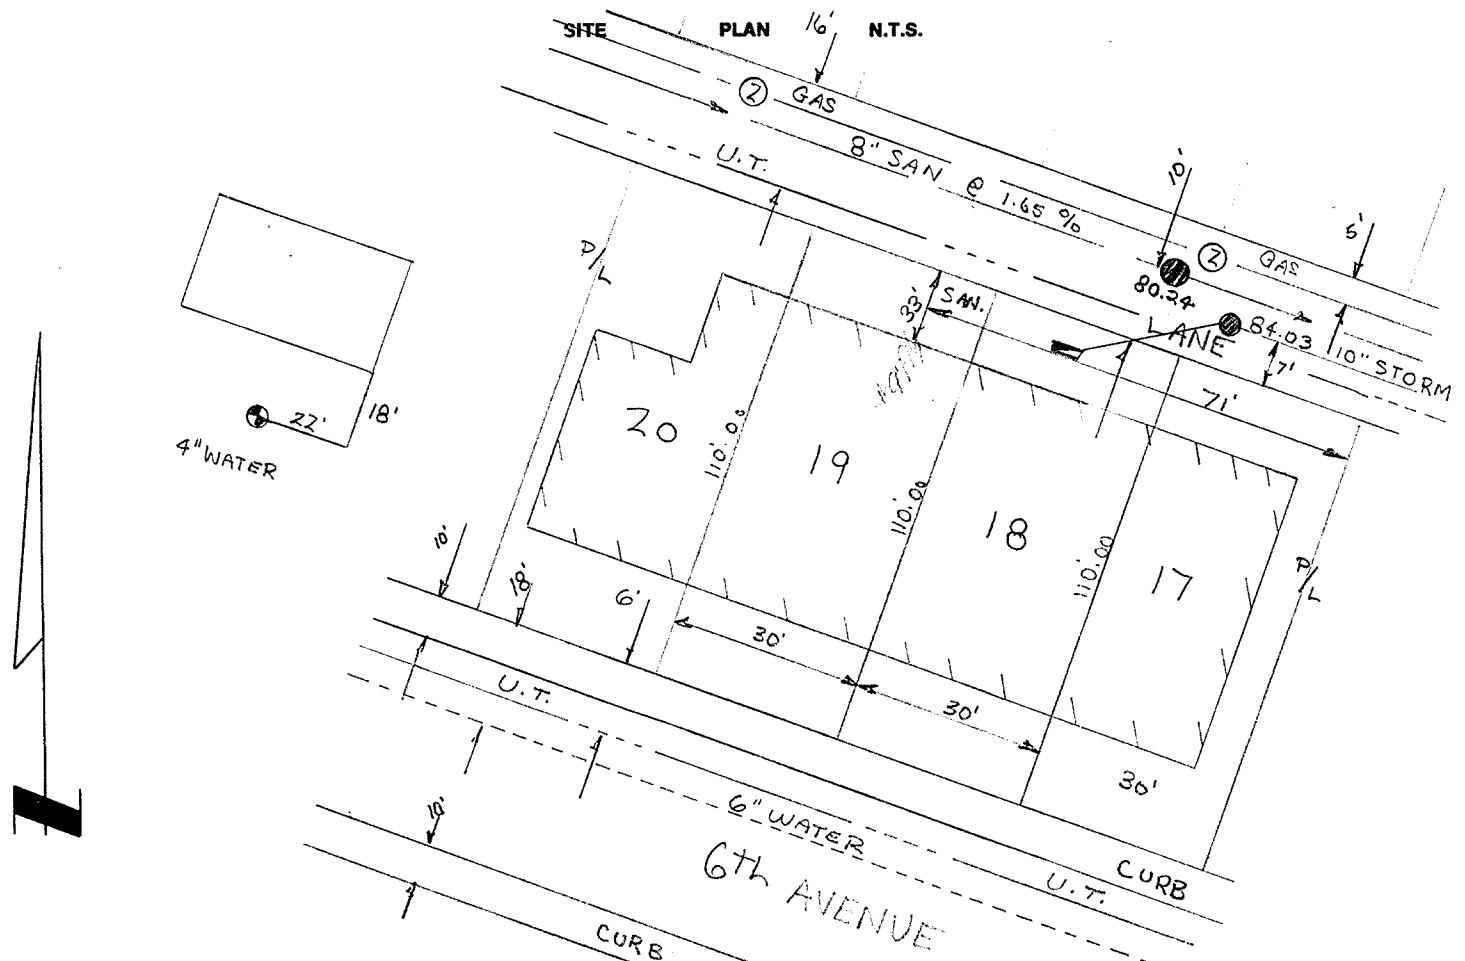 SITE PLAN N.T.S.
16'
② GAS
8" SAN @ 1.65 %
U.T.
10'
5'
② GAS
80.24
LANE
84.03
10" STORM
7'
71'
SAN.
33'
P/L
22'
18'
4" WATER
20
110'.00
19
110'.00
18
110'.00
17
P/L
10'
18'
6'
30'
30'
30'
U.T.
6" WATER
10'
6th AVENUE
U.T.
CURB
CURB